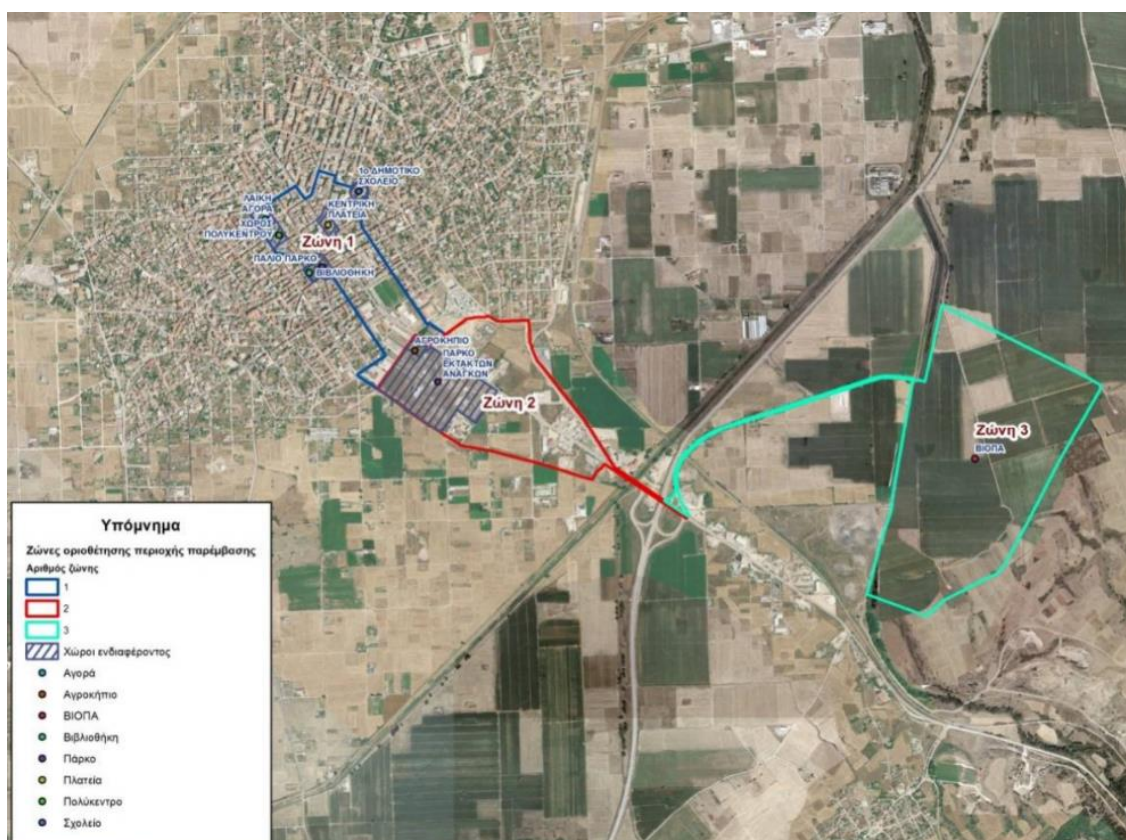 1ο ΔΗΜΟΤΙΚΟ
ΣΧΟΛΕΙΟ
ΛΑΙΚΗ
ΑΓΟΡΑ
ΚΕΝΤΡΙΚΗ
ΠΛΑΤΕΙΑ
ΧΩΡΟΣ
ΠΟΛΥΚΕΝΤΡΟΥ
Ζώνη 1
ΠΑΛΙΟ ΠΑΡΚΟ
ΒΙΒΛΙΟΘΗΚΗ
ΑΓΡΟΚΗΠΙΟ
ΠΑΡΚΟ
ΕΚΤΑΚΤΩΝ
ΑΝΑΓΚΩΝ
Ζώνη 2
Ζώνη 3
ΒΙΟΠΑ
Υπόμνημα
Ζώνες οριοθέτησης περιοχής παρέμβασης
Αριθμός ζώνης
1
2
3
Χώροι ενδιαφέροντος
Αγορά
Αγροκήπιο
ΒΙΟΠΑ
Βιβλιοθήκη
Πάρκο
Πλατεία
Πολύκεντρο
Σχολείο